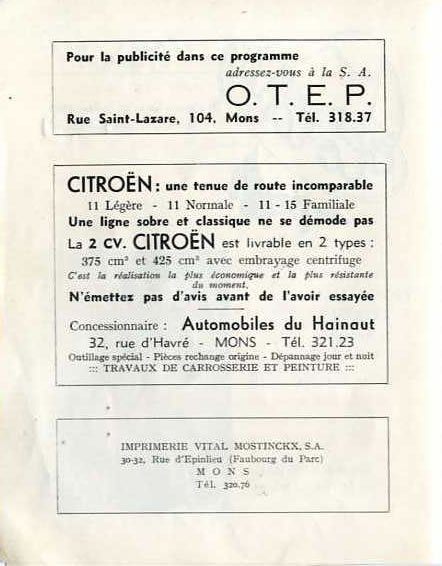 Pour la publicité dans ce programme
adressez-vous à la S. A.
O. T. E. P.
Rue Saint-Lazare, 104, Mons -- Tél. 318.37
CITROËN : une tenue de route incomparable
11 Légère - 11 Normale - 11 - 15 Familiale
Une ligne sobre et classique ne se démode pas
La 2 CV. CITROËN est livrable en 2 types :
375 cm³ et 425 cm³ avec embrayage centrifuge
C'est la réalisation la plus économique et la plus résistante
du moment.
N'émettez pas d'avis avant de l'avoir essayée
Concessionnaire : Automobiles du Hainaut
32, rue d'Havré - MONS - Tél. 321.23
Outillage spécial - Pièces rechange origine - Dépannage jour et nuit
::: TRAVAUX DE CARROSSERIE ET PEINTURE :::
IMPRIMERIE VITAL MOSTINCKX, S.A.
30-32, Rue d'Epinlieu (Faubourg du Parc)
M O N S
Tél. 320.76